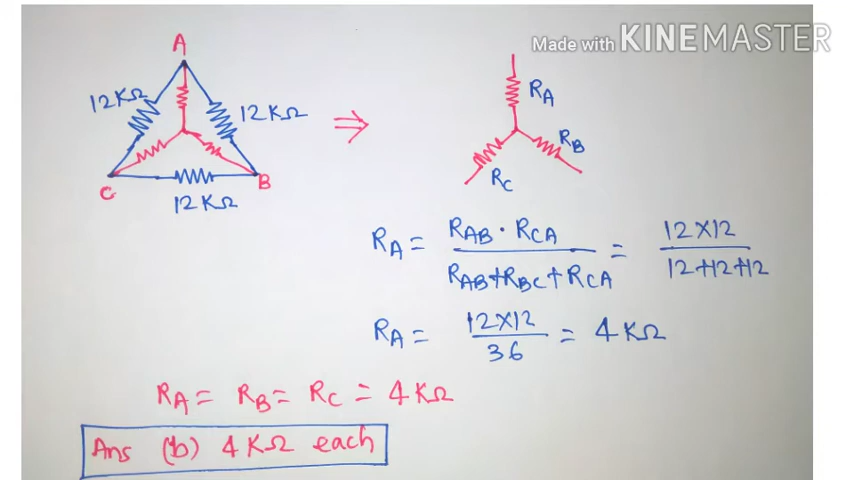 Made with KINEMASTER
A
12KΩ
12KΩ
C
B
12KΩ
⇒
RA
RB
RC
RA = RAB · RCA / RAB+RBC+RCA = 12×12 / 12+12+12
RA = 12×12 / 36 = 4KΩ
RA = RB = RC = 4KΩ
Ans (b) 4KΩ each